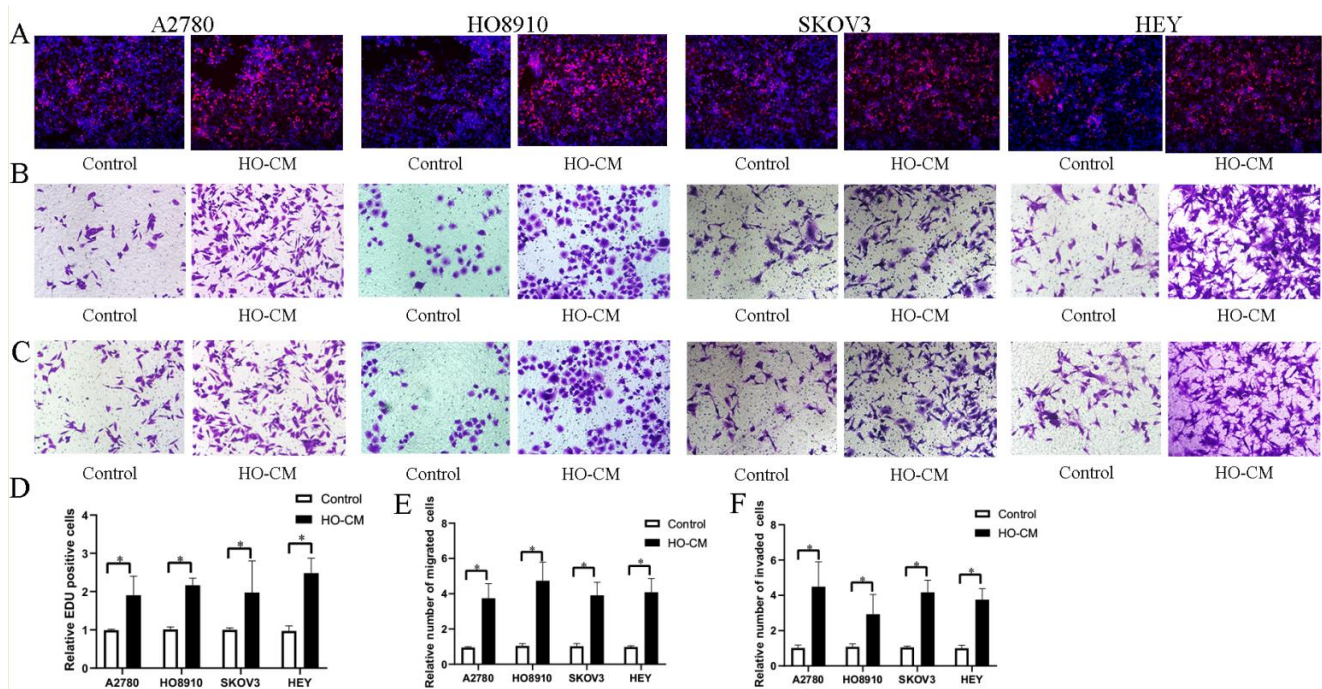 A2780 HO8910 SKOV3 HEY
A
Control HO-CM Control HO-CM Control HO-CM Control HO-CM
B
Control HO-CM Control HO-CM Control HO-CM Control HO-CM
C
Control HO-CM Control HO-CM Control HO-CM Control HO-CM
D
Relative EDU positive cells
4
3
2
1
0
Control
HO-CM
* * * *
A2780 HO8910 SKOV3 HEY
E
Relative number of migrated cells
8
6
4
2
0
Control
HO-CM
* * * *
A2780 HO8910 SKOV3 HEY
F
Relative number of invaded cells
8
6
4
2
0
Control
HO-CM
* * * *
A2780 HO8910 SKOV3 HEY